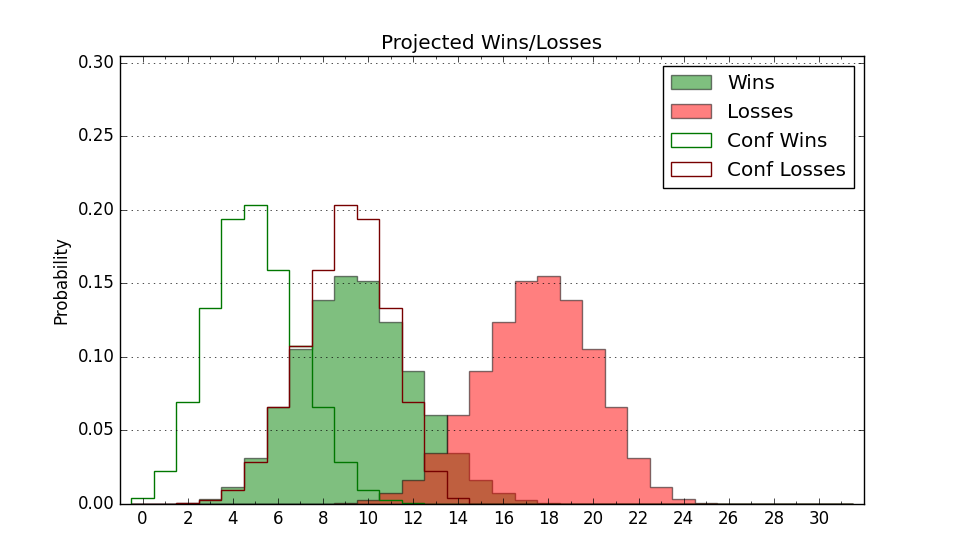 Projected Wins/Losses
0.30
0.25
0.20
0.15
0.10
0.05
0.00
Probability
Wins
Losses
Conf Wins
Conf Losses
0 2 4 6 8 10 12 14 16 18 20 22 24 26 28 30